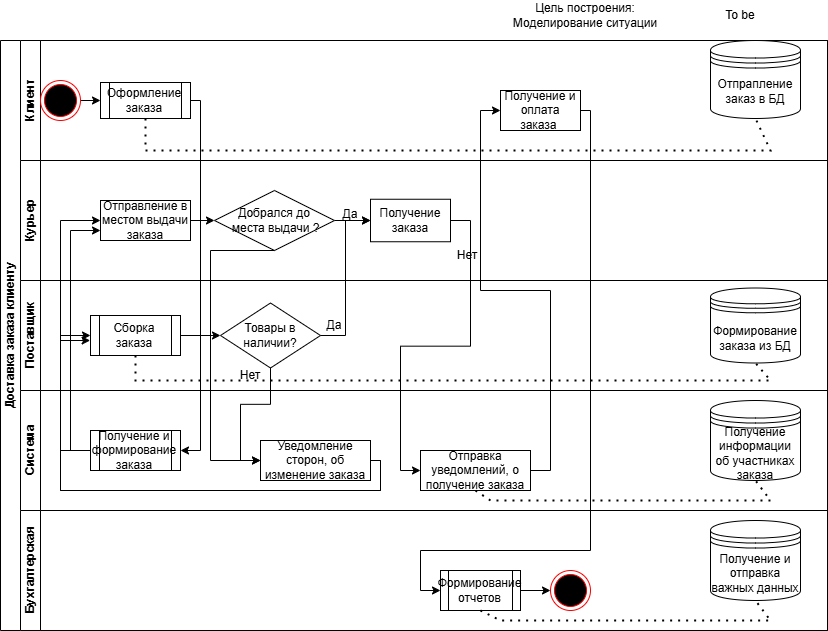 Цель построения:
Моделирование ситуации
To be
Доставка заказа клиенту
Клиент
Оформление
заказа
Получение и
оплата
заказа
Отпрапление
заказ в БД
Курьер
Отправление в
местом выдачи
заказа
Добрался до
места выдачи ?
Да
Получение
заказа
Нет
Поставщик
Сборка
заказа
Товары в
наличии?
Да
Нет
Формирование
заказа из БД
Система
Получение и
формирование
заказа
Уведомление
сторон, об
изменение заказа
Отправка
уведомлений, о
получение заказа
Получение
информации
об участниках
заказа
Бухгалтерская
Формирование
отчетов
Получение и
отправка
важных данных